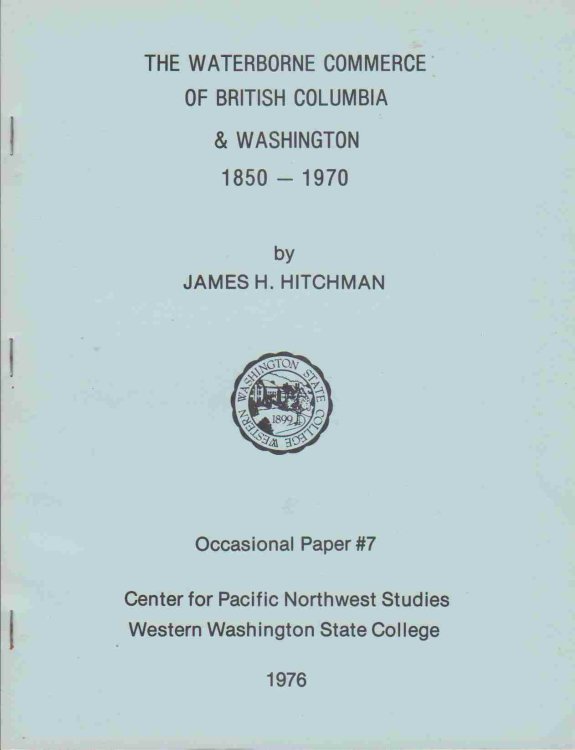 THE WATERBORNE COMMERCE
OF BRITISH COLUMBIA
& WASHINGTON
1850 — 1970
by
JAMES H. HITCHMAN
WESTERN WASHINGTON STATE COLLEGE
1899
Occasional Paper #7
Center for Pacific Northwest Studies
Western Washington State College
1976